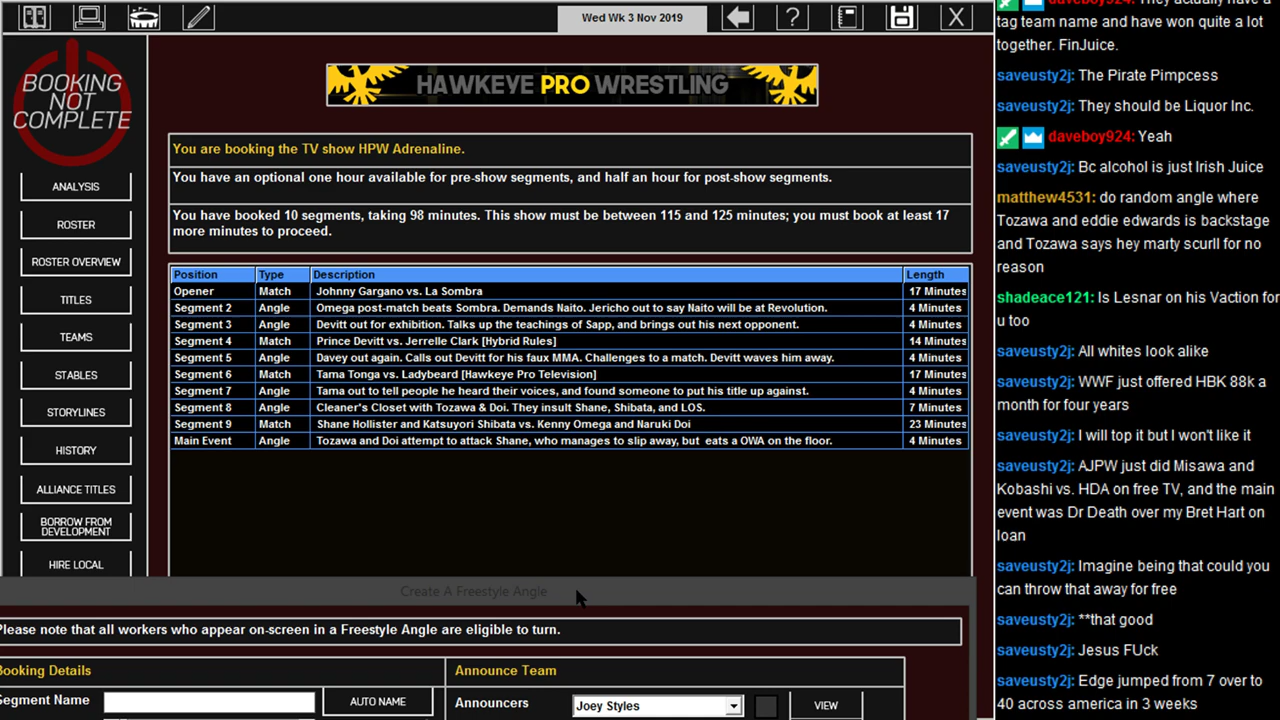 Wed Wk 3 Nov 2019
?
X
BOOKING
NOT
COMPLETE
HAWKEYE PRO WRESTLING
You are booking the TV show HPW Adrenaline.
You have an optional one hour available for pre-show segments, and half an hour for post-show segments.
You have booked 10 segments, taking 98 minutes. This show must be between 115 and 125 minutes; you must book at least 17
more minutes to proceed.
ANALYSIS
ROSTER
ROSTER OVERVIEW
TITLES
TEAMS
STABLES
STORYLINES
HISTORY
ALLIANCE TITLES
BORROW FROM
DEVELOPMENT
HIRE LOCAL
Position Type Description Length
Opener Match Johnny Gargano vs. La Sombra 17 Minutes
Segment 2 Angle Omega post-match beats Sombra. Demands Naito. Jericho out to say Naito will be at Revolution. 4 Minutes
Segment 3 Angle Devitt out for exhibition. Talks up the teachings of Sapp, and brings out his next opponent. 4 Minutes
Segment 4 Match Prince Devitt vs. Jerrelle Clark [Hybrid Rules] 14 Minutes
Segment 5 Angle Davey out again. Calls out Devitt for his faux MMA. Challenges to a match. Devitt waves him away. 4 Minutes
Segment 6 Match Tama Tonga vs. Ladybeard [Hawkeye Pro Television] 17 Minutes
Segment 7 Angle Tama out to tell people he heard their voices, and found someone to put his title up against. 4 Minutes
Segment 8 Angle Cleaner's Closet with Tozawa & Doi. They insult Shane, Shibata, and LOS. 7 Minutes
Segment 9 Match Shane Hollister and Katsuyori Shibata vs. Kenny Omega and Naruki Doi 23 Minutes
Main Event Angle Tozawa and Doi attempt to attack Shane, who manages to slip away, but eats a OWA on the floor. 4 Minutes
Create A Freestyle Angle
Please note that all workers who appear on-screen in a Freestyle Angle are eligible to turn.
Booking Details
Announce Team
Segment Name
AUTO NAME
Announcers
Joey Styles
VIEW
daveboy924: They actually have a
tag team name and have won quite a lot
together. FinJuice.
saveusty2j: The Pirate Pimpcess
saveusty2j: They should be Liquor Inc.
daveboy924: Yeah
saveusty2j: Bc alcohol is just Irish Juice
matthew4531: do random angle where
Tozawa and eddie edwards is backstage
and Tozawa says hey marty scurll for no
reason
shadeace121: Is Lesnar on his Vaction for
u too
saveusty2j: All whites look alike
saveusty2j: WWF just offered HBK 88k a
month for four years
saveusty2j: I will top it but I won't like it
saveusty2j: AJPW just did Misawa and
Kobashi vs. HDA on free TV, and the main
event was Dr Death over my Bret Hart on
loan
saveusty2j: Imagine being that could you
can throw that away for free
saveusty2j: **that good
saveusty2j: Jesus FUck
saveusty2j: Edge jumped from 7 over to
40 across america in 3 weeks